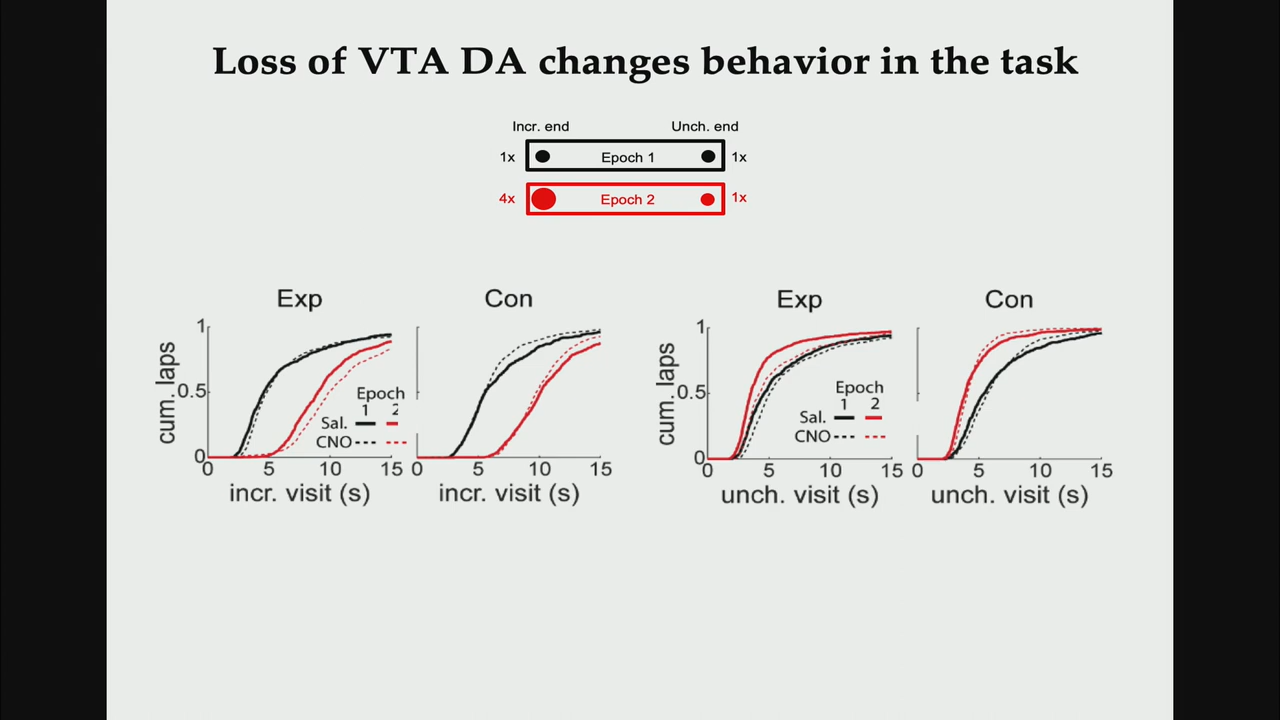 Loss of VTA DA changes behavior in the task
Incr. end Unch. end
1x Epoch 1 1x
4x Epoch 2 1x
Exp Con Exp Con
cum. laps
1
0.5
0
Epoch
1 2
Sal.
CNO
0 5 10 15
incr. visit (s)
0 5 10 15
incr. visit (s)
cum. laps
1
0.5
0
Epoch
1 2
Sal.
CNO
0 5 10 15
unch. visit (s)
0 5 10 15
unch. visit (s)